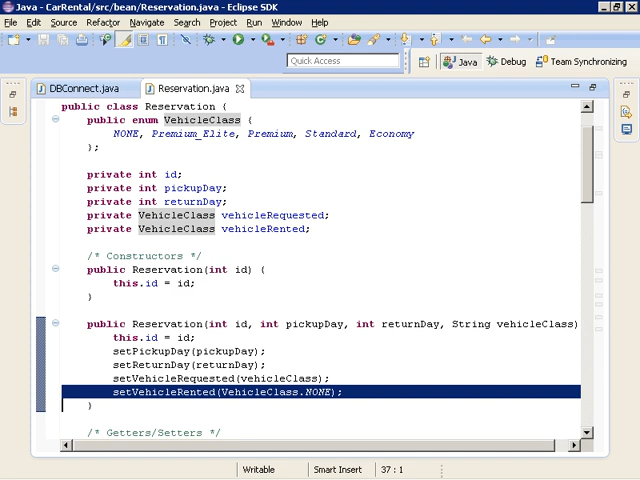 Java - CarRental/src/bean/Reservation.java - Eclipse SDK
File Edit Source Refactor Navigate Search Project Run Window Help
Quick Access
Java Debug Team Synchronizing
DBConnect.java Reservation.java
public class Reservation {
public enum VehicleClass {
NONE, Premium_Elite, Premium, Standard, Economy
};
private int id;
private int pickupDay;
private int returnDay;
private VehicleClass vehicleRequested;
private VehicleClass vehicleRented;
/* Constructors */
public Reservation(int id) {
this.id = id;
}
public Reservation(int id, int pickupDay, int returnDay, String vehicleClass)
this.id = id;
setPickupDay(pickupDay);
setReturnDay(returnDay);
setVehicleRequested(vehicleClass);
setVehicleRented(VehicleClass.NONE);
}
/* Getters/Setters */
Writable Smart Insert 37 : 1